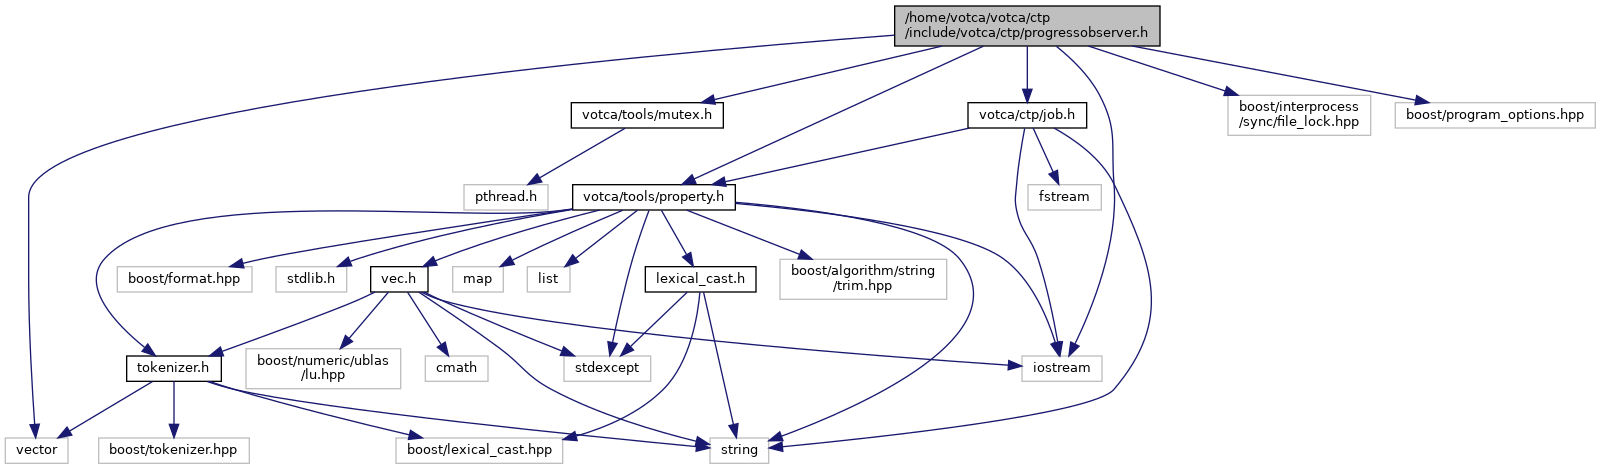 /home/votca/votca/ctp
/include/votca/ctp/progressobserver.h
votca/tools/mutex.h
votca/ctp/job.h
boost/interprocess
/sync/file_lock.hpp
boost/program_options.hpp
pthread.h
votca/tools/property.h
fstream
boost/format.hpp
stdlib.h
vec.h
map
list
lexical_cast.h
boost/algorithm/string
/trim.hpp
tokenizer.h
boost/numeric/ublas
/lu.hpp
cmath
stdexcept
iostream
vector
boost/tokenizer.hpp
boost/lexical_cast.hpp
string